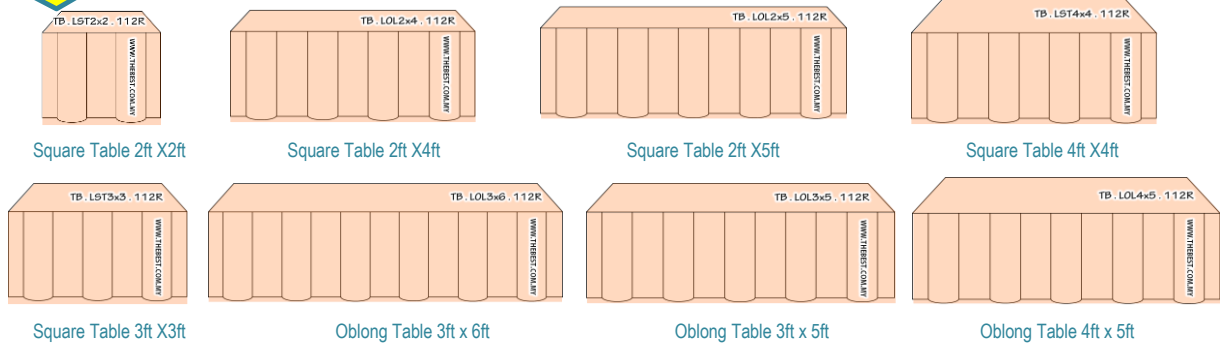 TB. LST2x2. 112R
WWW.THEBEST.COM.MY
Square Table 2ft X2ft
TB. LOL2x4. 112R
WWW.THEBEST.COM.MY
Square Table 2ft X4ft
TB. LOL2x5. 112R
WWW.THEBEST.COM.MY
Square Table 2ft X5ft
TB. LST4x4. 112R
WWW.THEBEST.COM.MY
Square Table 4ft X4ft
TB. LST3x3. 112R
WWW.THEBEST.COM.MY
Square Table 3ft X3ft
TB. LOL3x6. 112R
WWW.THEBEST.COM.MY
Oblong Table 3ft x 6ft
TB. LOL3x5. 112R
WWW.THEBEST.COM.MY
Oblong Table 3ft x 5ft
TB. LOL4x5. 112R
WWW.THEBEST.COM.MY
Oblong Table 4ft x 5ft